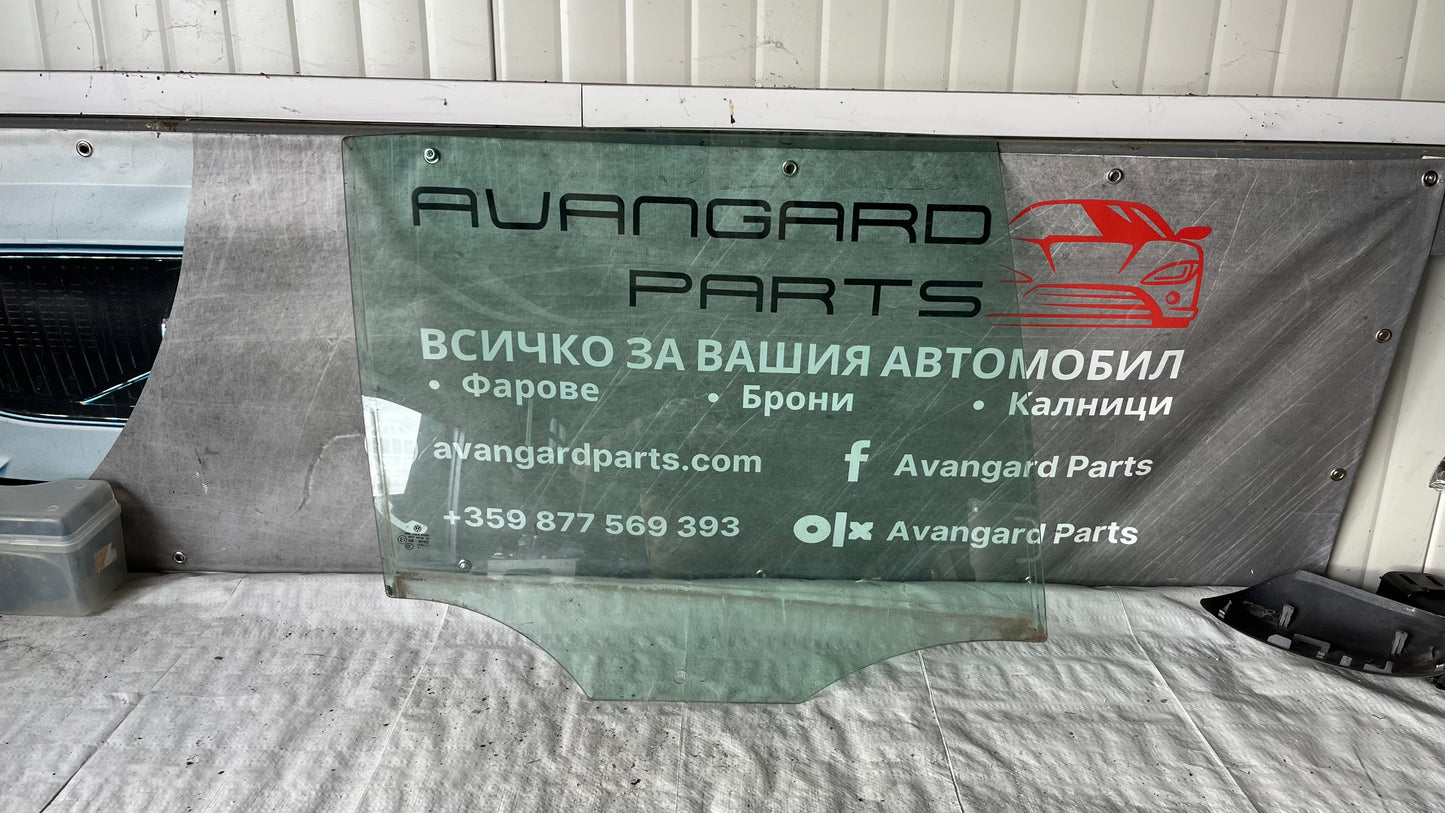 AVANGARD
PARTS
ВСИЧКО ЗА ВАШИЯ АВТОМОБИЛ
• Фарове • Брони • Калници
avangardparts.com f Avangard Parts
+359 877 569 393 olx Avangard Parts